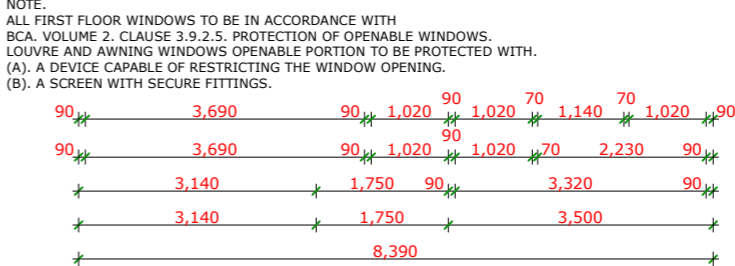 NOTE.
ALL FIRST FLOOR WINDOWS TO BE IN ACCORDANCE WITH
BCA. VOLUME 2. CLAUSE 3.9.2.5. PROTECTION OF OPENABLE WINDOWS.
LOUVRE AND AWNING WINDOWS OPENABLE PORTION TO BE PROTECTED WITH.
(A). A DEVICE CAPABLE OF RESTRICTING THE WINDOW OPENING.
(B). A SCREEN WITH SECURE FITTINGS.
90 3,690 90 1,020 90 1,020 70 1,140 70 1,020 90
90 3,690 90 1,020 90 1,020 70 2,230 90
3,140 1,750 90 3,320 90
3,140 1,750 3,500
8,390